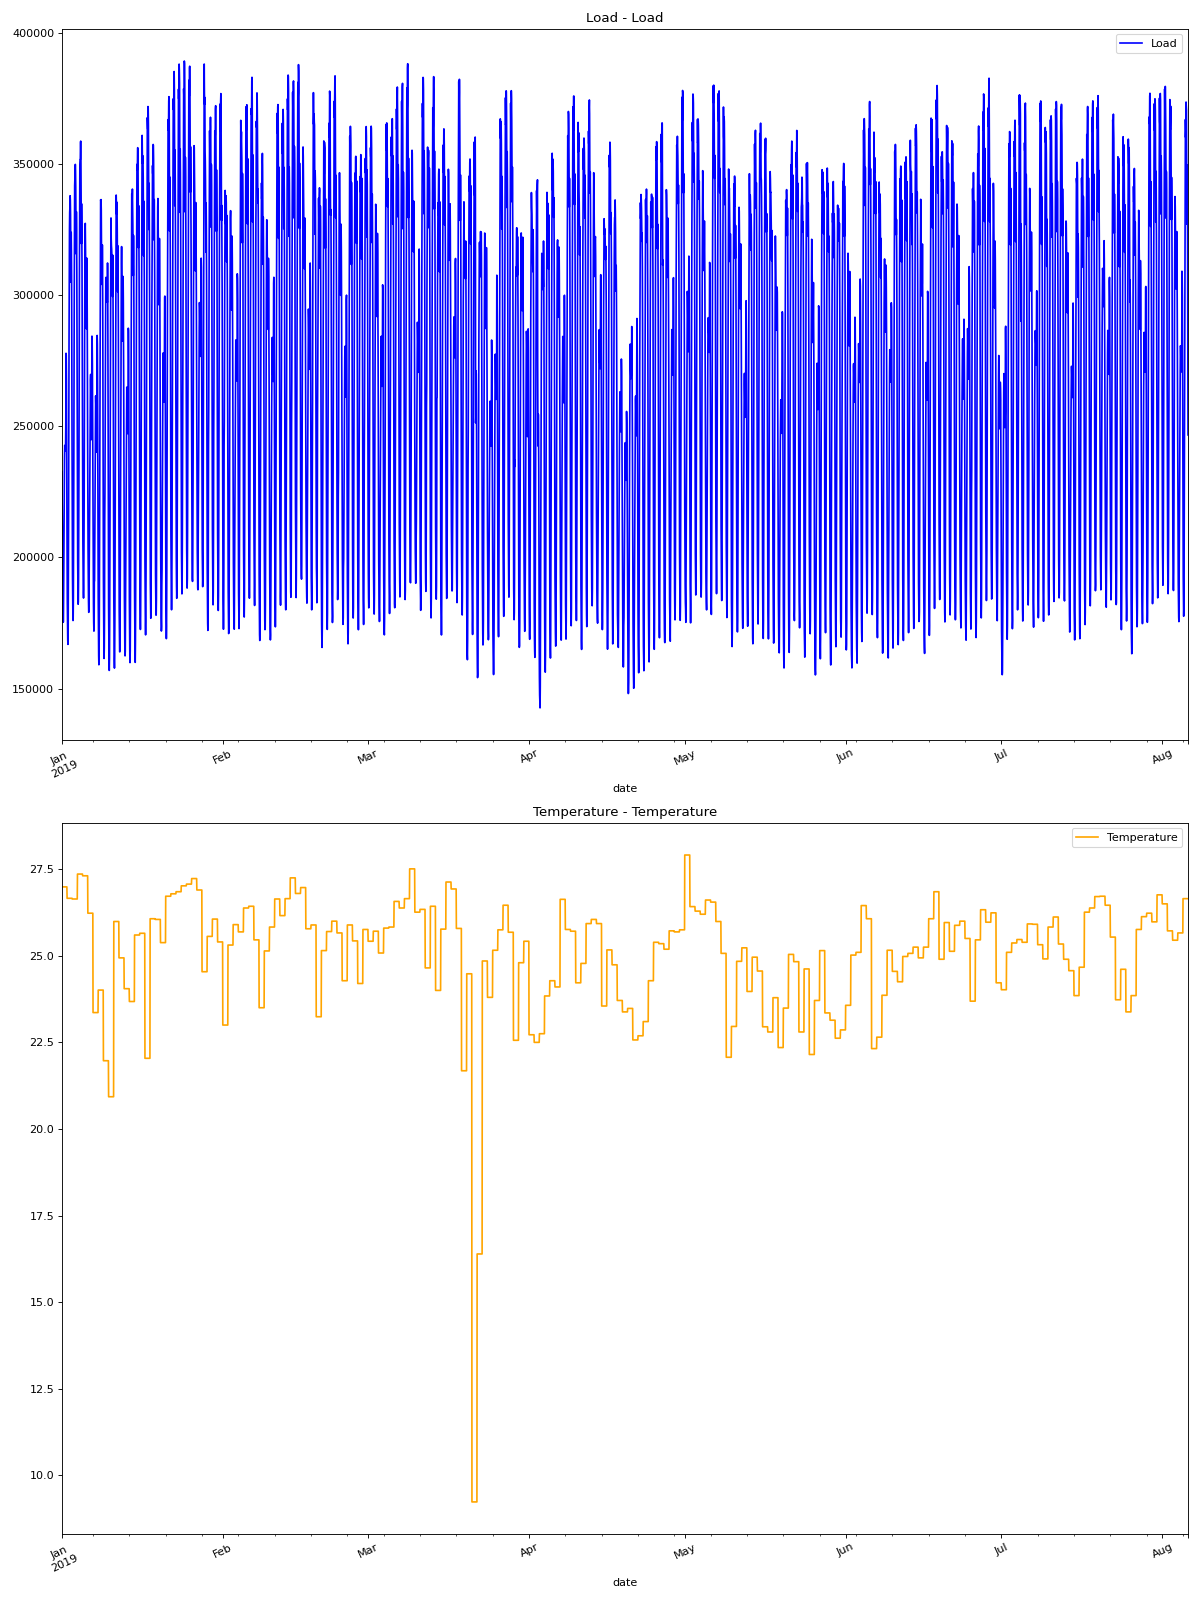 Load - Load
400000
Load
350000
300000
250000
200000
150000
Jan
2019
Feb
Mar
Apr
May
Jun
Jul
Aug
date
Temperature - Temperature
Temperature
27.5
25.0
22.5
20.0
17.5
15.0
12.5
10.0
Jan
2019
Feb
Mar
Apr
May
Jun
Jul
Aug
date